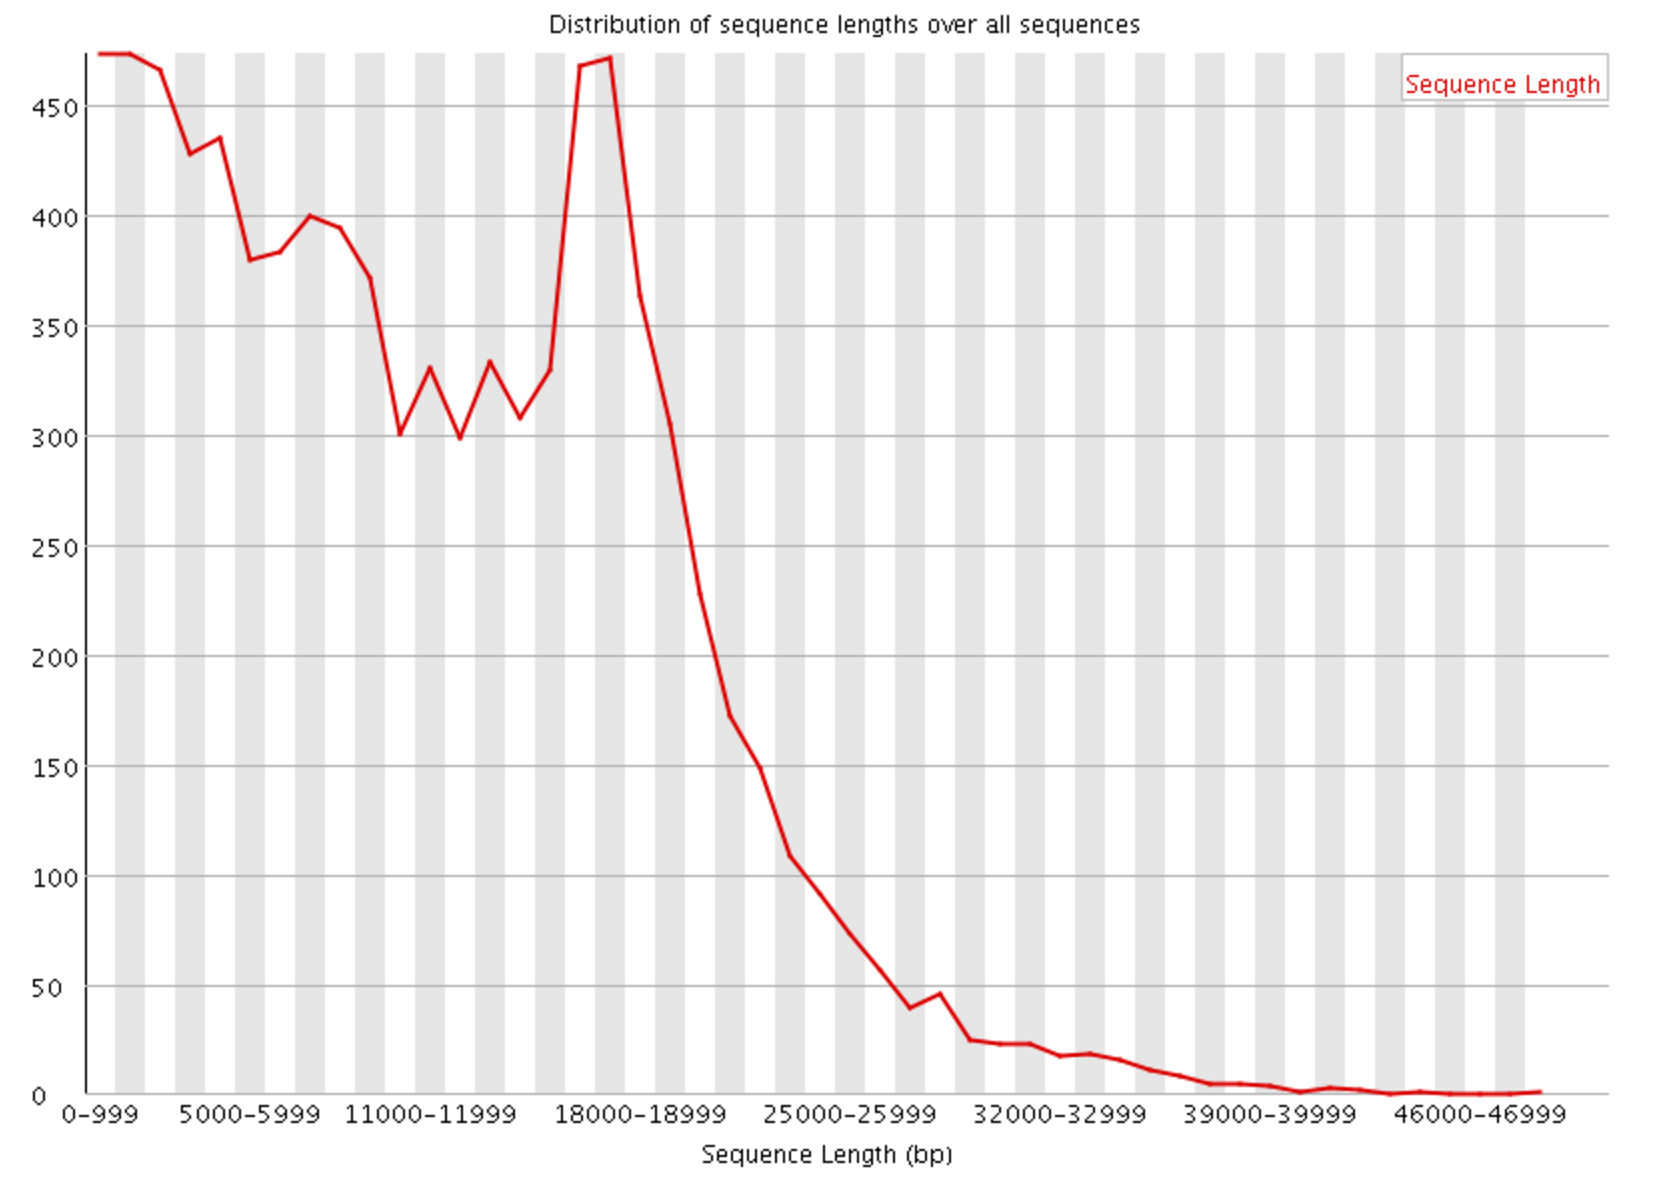 Distribution of sequence lengths over all sequences
Sequence Length
450
400
350
300
250
200
150
100
50
0
0-999 5000-5999 11000-11999 18000-18999 25000-25999 32000-32999 39000-39999 46000-46999
Sequence Length (bp)